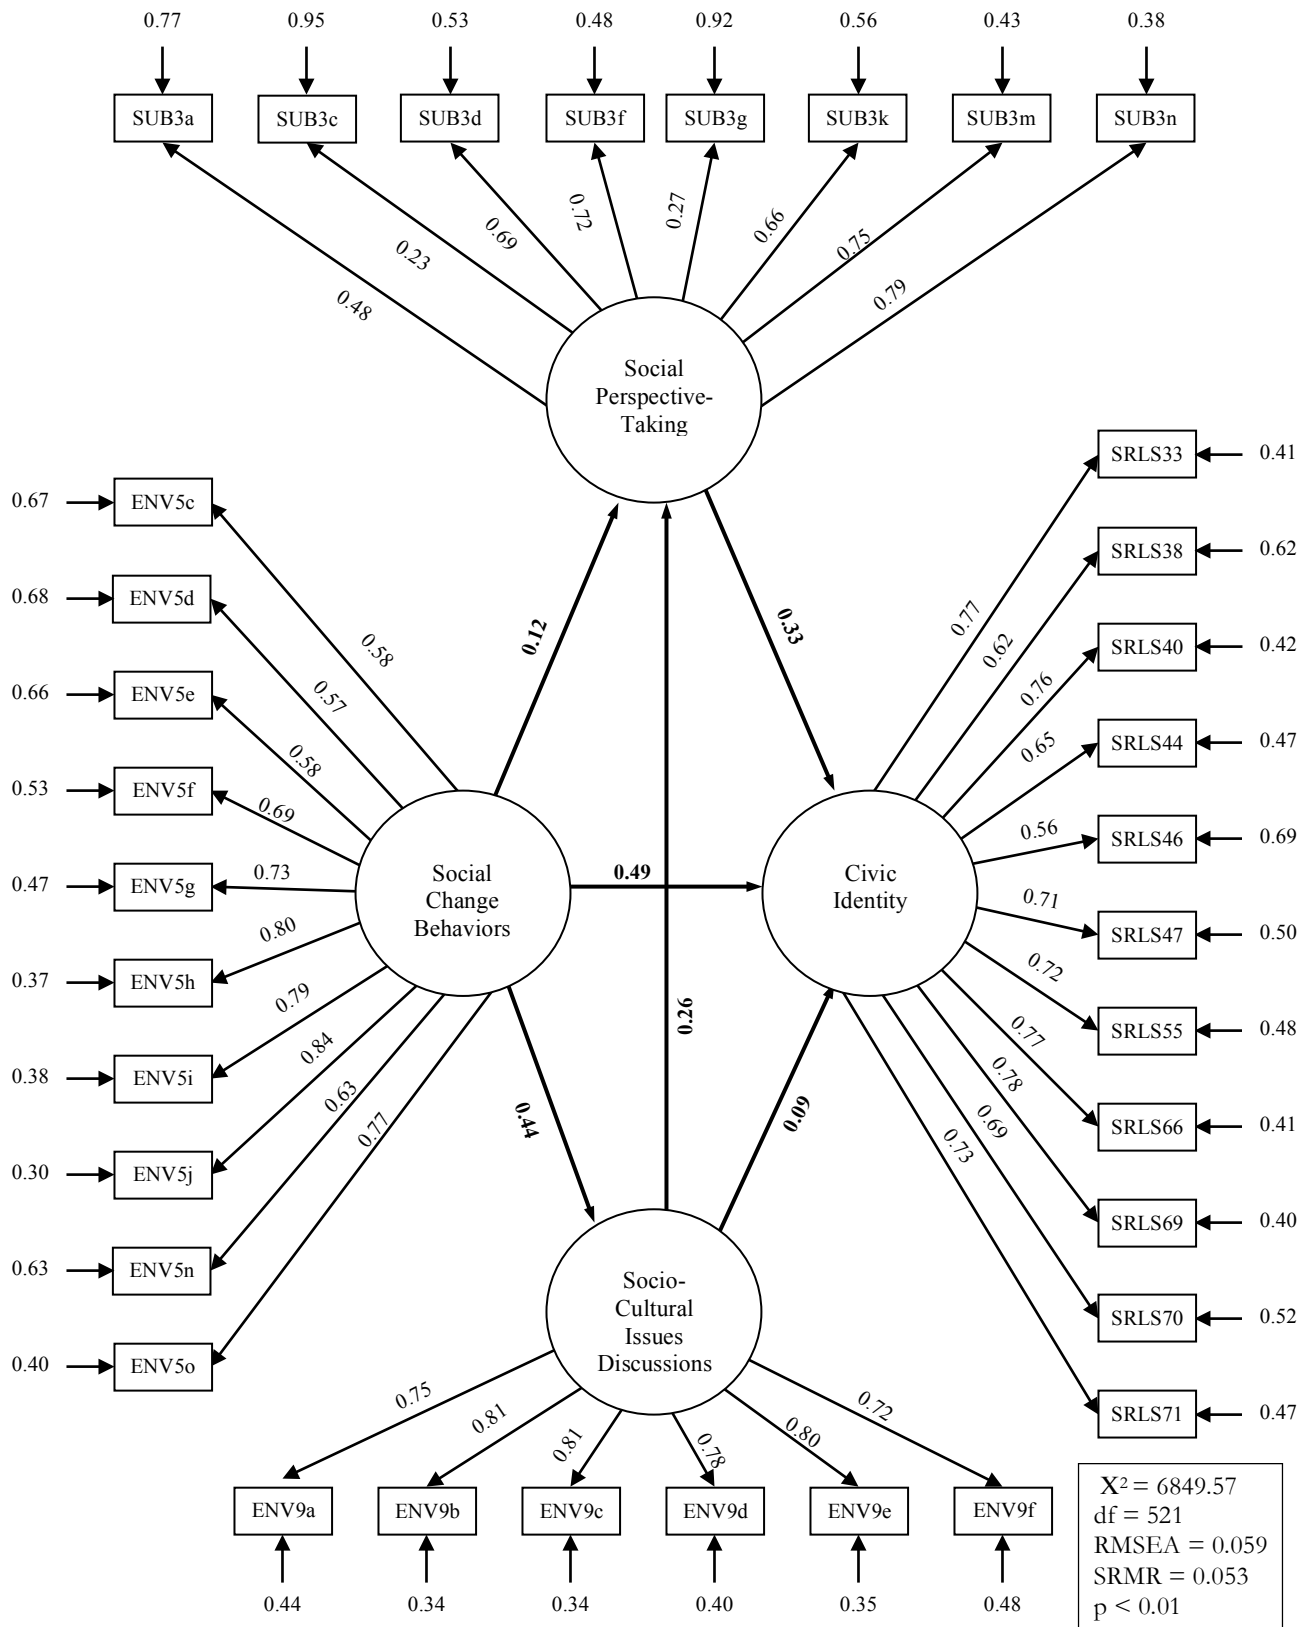 0.77 0.95 0.53 0.48 0.92 0.56 0.43 0.38
SUB3a SUB3c SUB3d SUB3f SUB3g SUB3k SUB3m SUB3n
0.48 0.23 0.69 0.72 0.27 0.66 0.75 0.79
Social
Perspective-
Taking
0.67 ENV5c
0.68 ENV5d
0.66 ENV5e
0.53 ENV5f
0.47 ENV5g
0.37 ENV5h
0.38 ENV5i
0.30 ENV5j
0.63 ENV5n
0.40 ENV5o
0.58
0.57
0.58
0.69
0.73
0.80
0.79
0.84
0.63
0.77
Social
Change
Behaviors
0.12
0.33
0.49
0.26
0.44
0.09
Civic
Identity
0.77
0.62
0.76
0.65
0.56
0.71
0.72
0.77
0.78
0.69
0.73
SRLS33 0.41
SRLS38 0.62
SRLS40 0.42
SRLS44 0.47
SRLS46 0.69
SRLS47 0.50
SRLS55 0.48
SRLS66 0.41
SRLS69 0.40
SRLS70 0.52
SRLS71 0.47
Socio-
Cultural
Issues
Discussions
0.75 0.81 0.81 0.78 0.80 0.72
ENV9a ENV9b ENV9c ENV9d ENV9e ENV9f
0.44 0.34 0.34 0.40 0.35 0.48
X² = 6849.57
df = 521
RMSEA = 0.059
SRMR = 0.053
p < 0.01